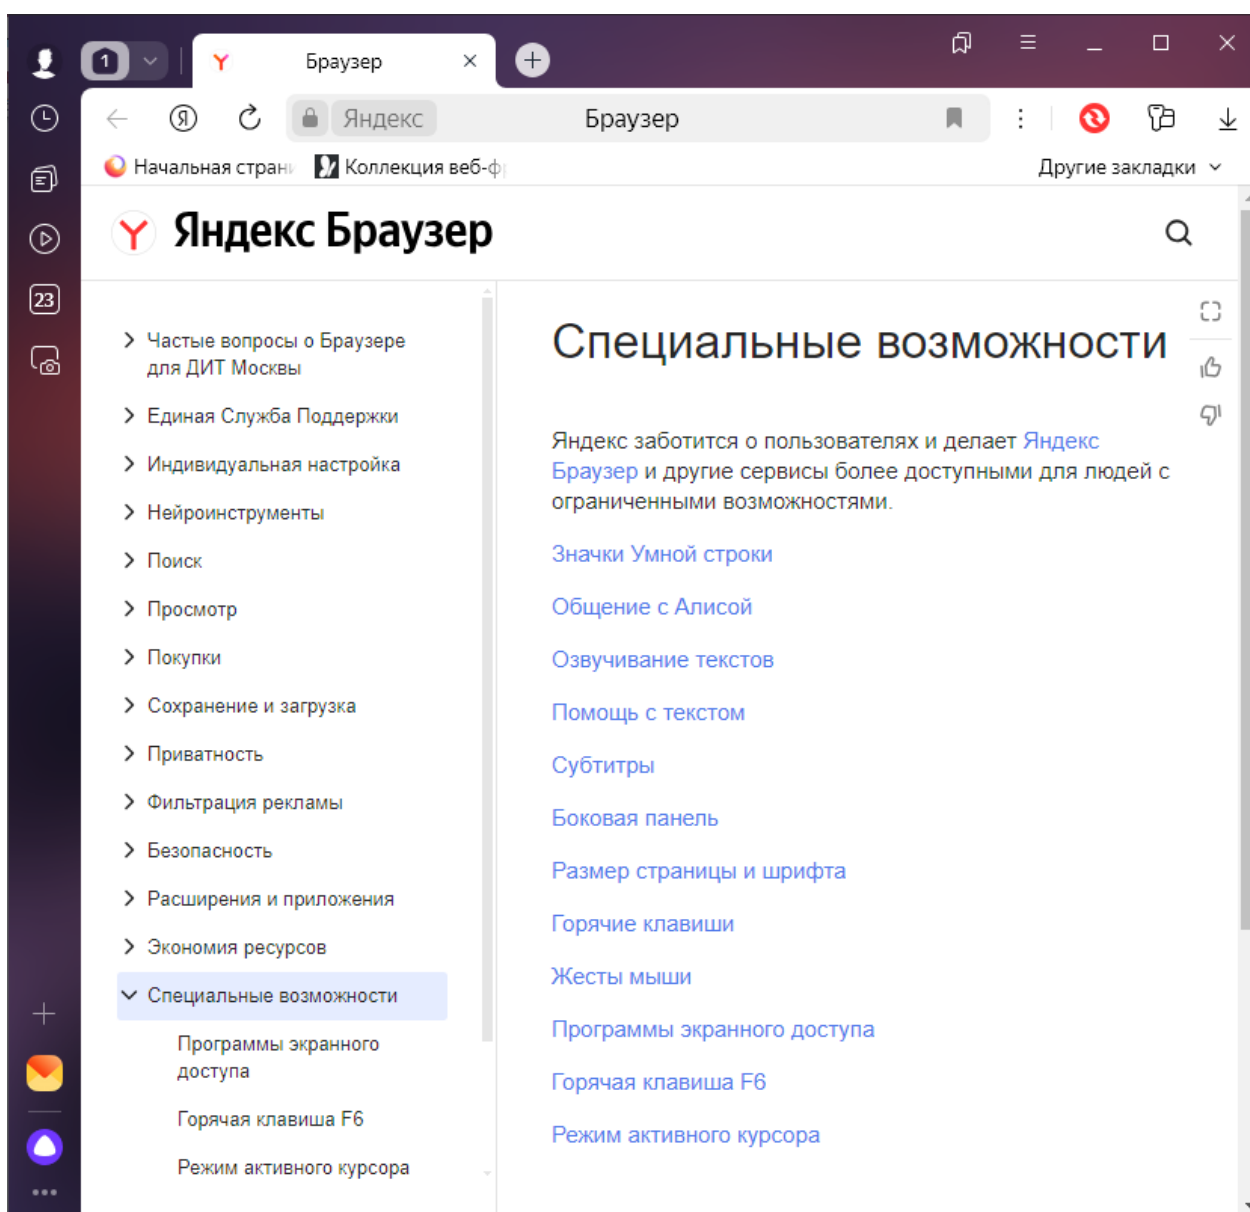 1
Браузер
Яндекс
Браузер
Начальная стран
Коллекция веб-ф
Другие закладки
Яндекс Браузер
23
Частые вопросы о Браузере
для ДИТ Москвы
Единая Служба Поддержки
Индивидуальная настройка
Нейроинструменты
Поиск
Просмотр
Покупки
Сохранение и загрузка
Приватность
Фильтрация рекламы
Безопасность
Расширения и приложения
Экономия ресурсов
Специальные возможности
Программы экранного
доступа
Горячая клавиша F6
Режим активного курсора
Специальные возможности
Яндекс заботится о пользователях и делает Яндекс
Браузер и другие сервисы более доступными для людей с
ограниченными возможностями.
Значки Умной строки
Общение с Алисой
Озвучивание текстов
Помощь с текстом
Субтитры
Боковая панель
Размер страницы и шрифта
Горячие клавиши
Жесты мыши
Программы экранного доступа
Горячая клавиша F6
Режим активного курсора